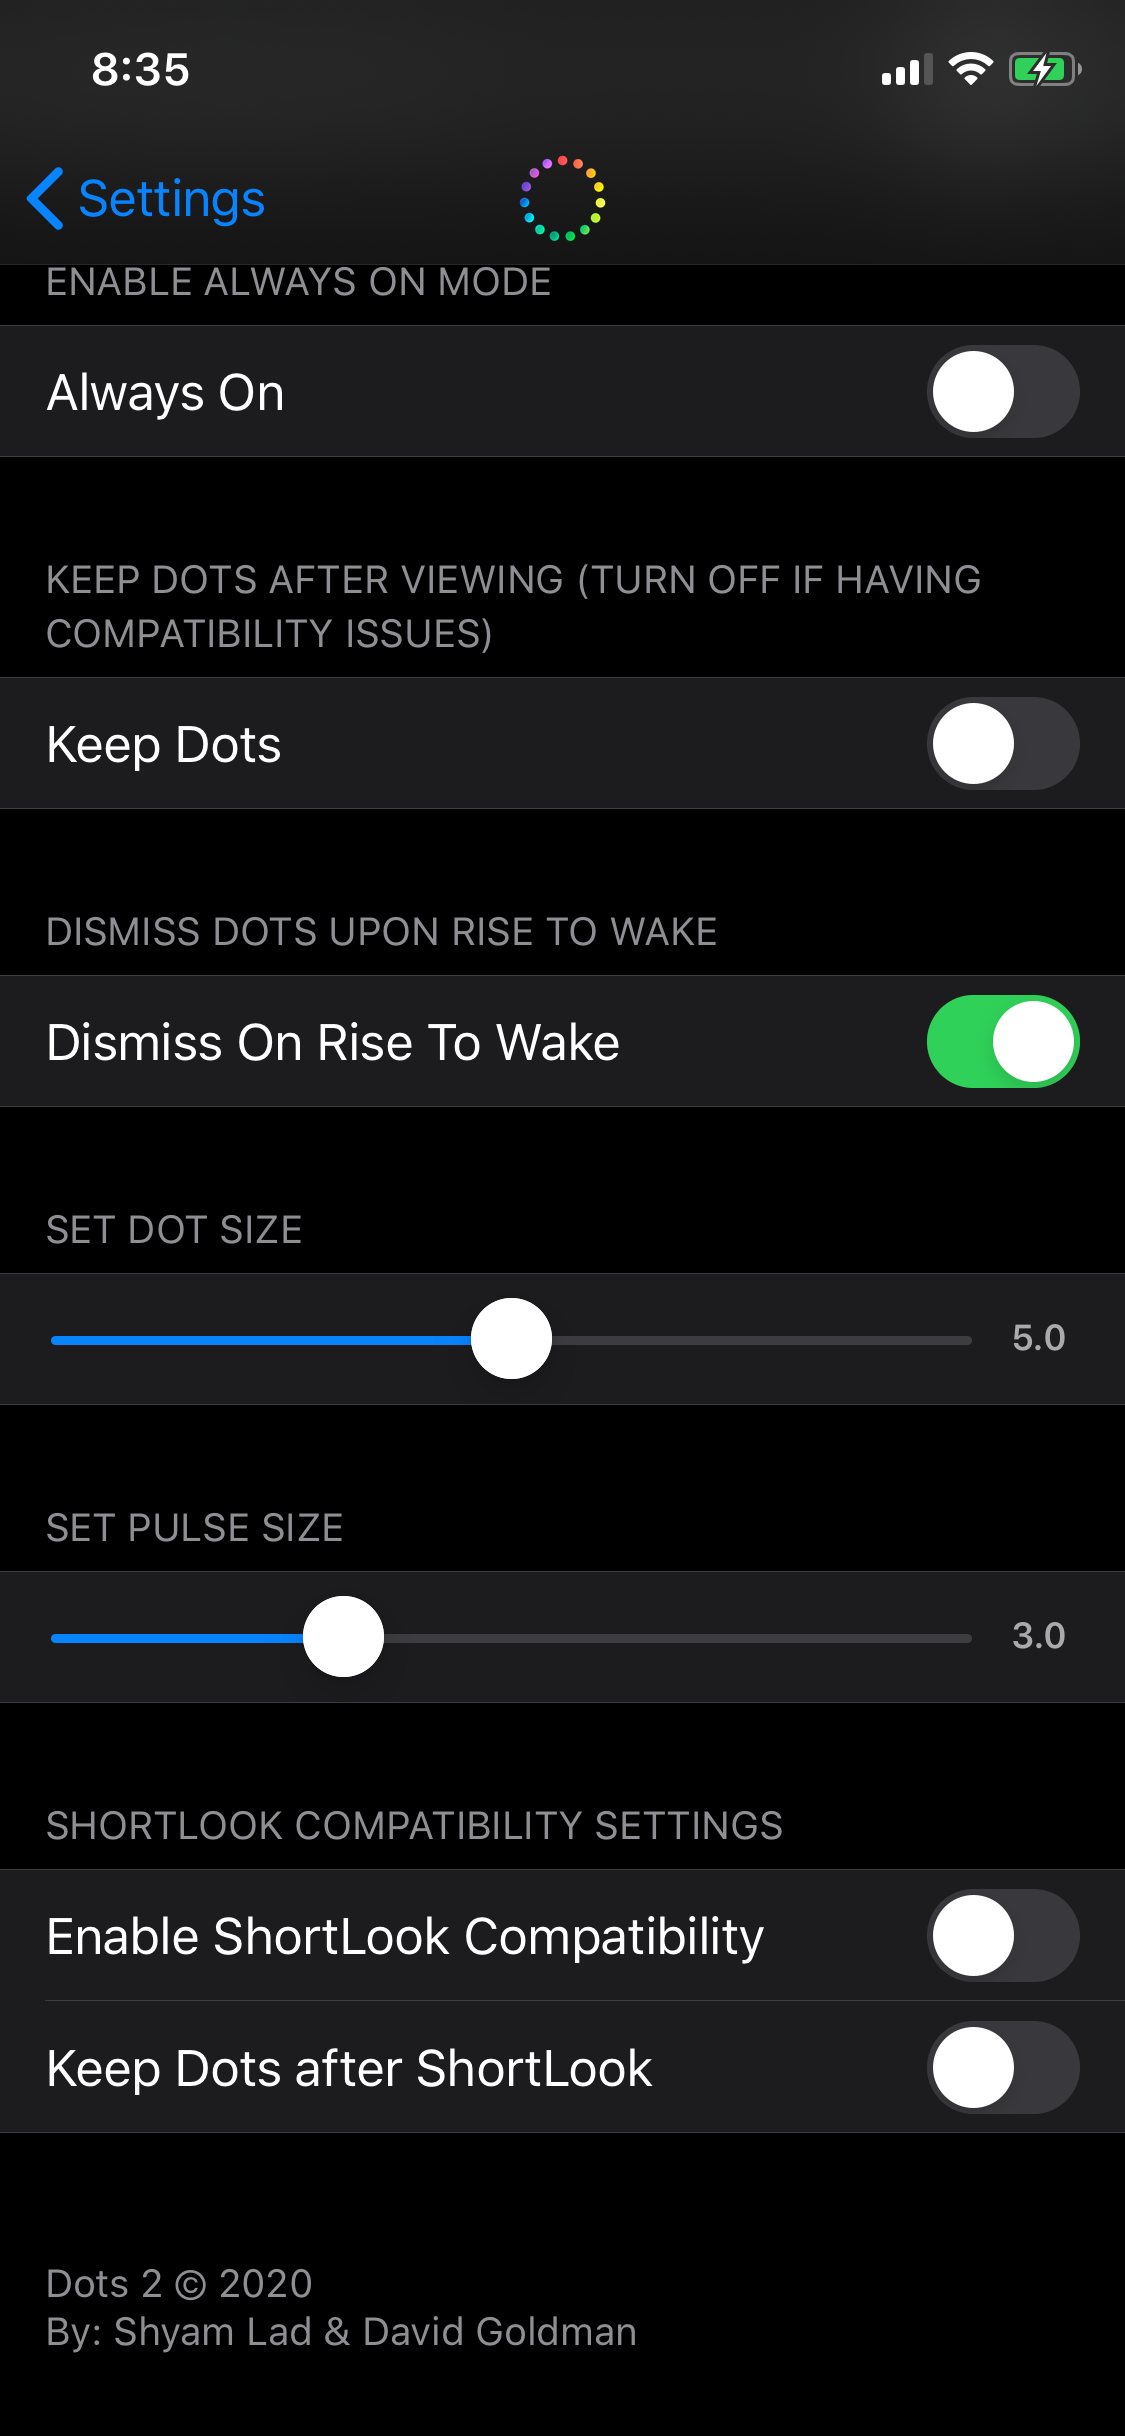 8:35
Settings
ENABLE ALWAYS ON MODE
Always On
KEEP DOTS AFTER VIEWING (TURN OFF IF HAVING
COMPATIBILITY ISSUES)
Keep Dots
DISMISS DOTS UPON RISE TO WAKE
Dismiss On Rise To Wake
SET DOT SIZE
5.0
SET PULSE SIZE
3.0
SHORTLOOK COMPATIBILITY SETTINGS
Enable ShortLook Compatibility
Keep Dots after ShortLook
Dots 2 © 2020
By: Shyam Lad & David Goldman